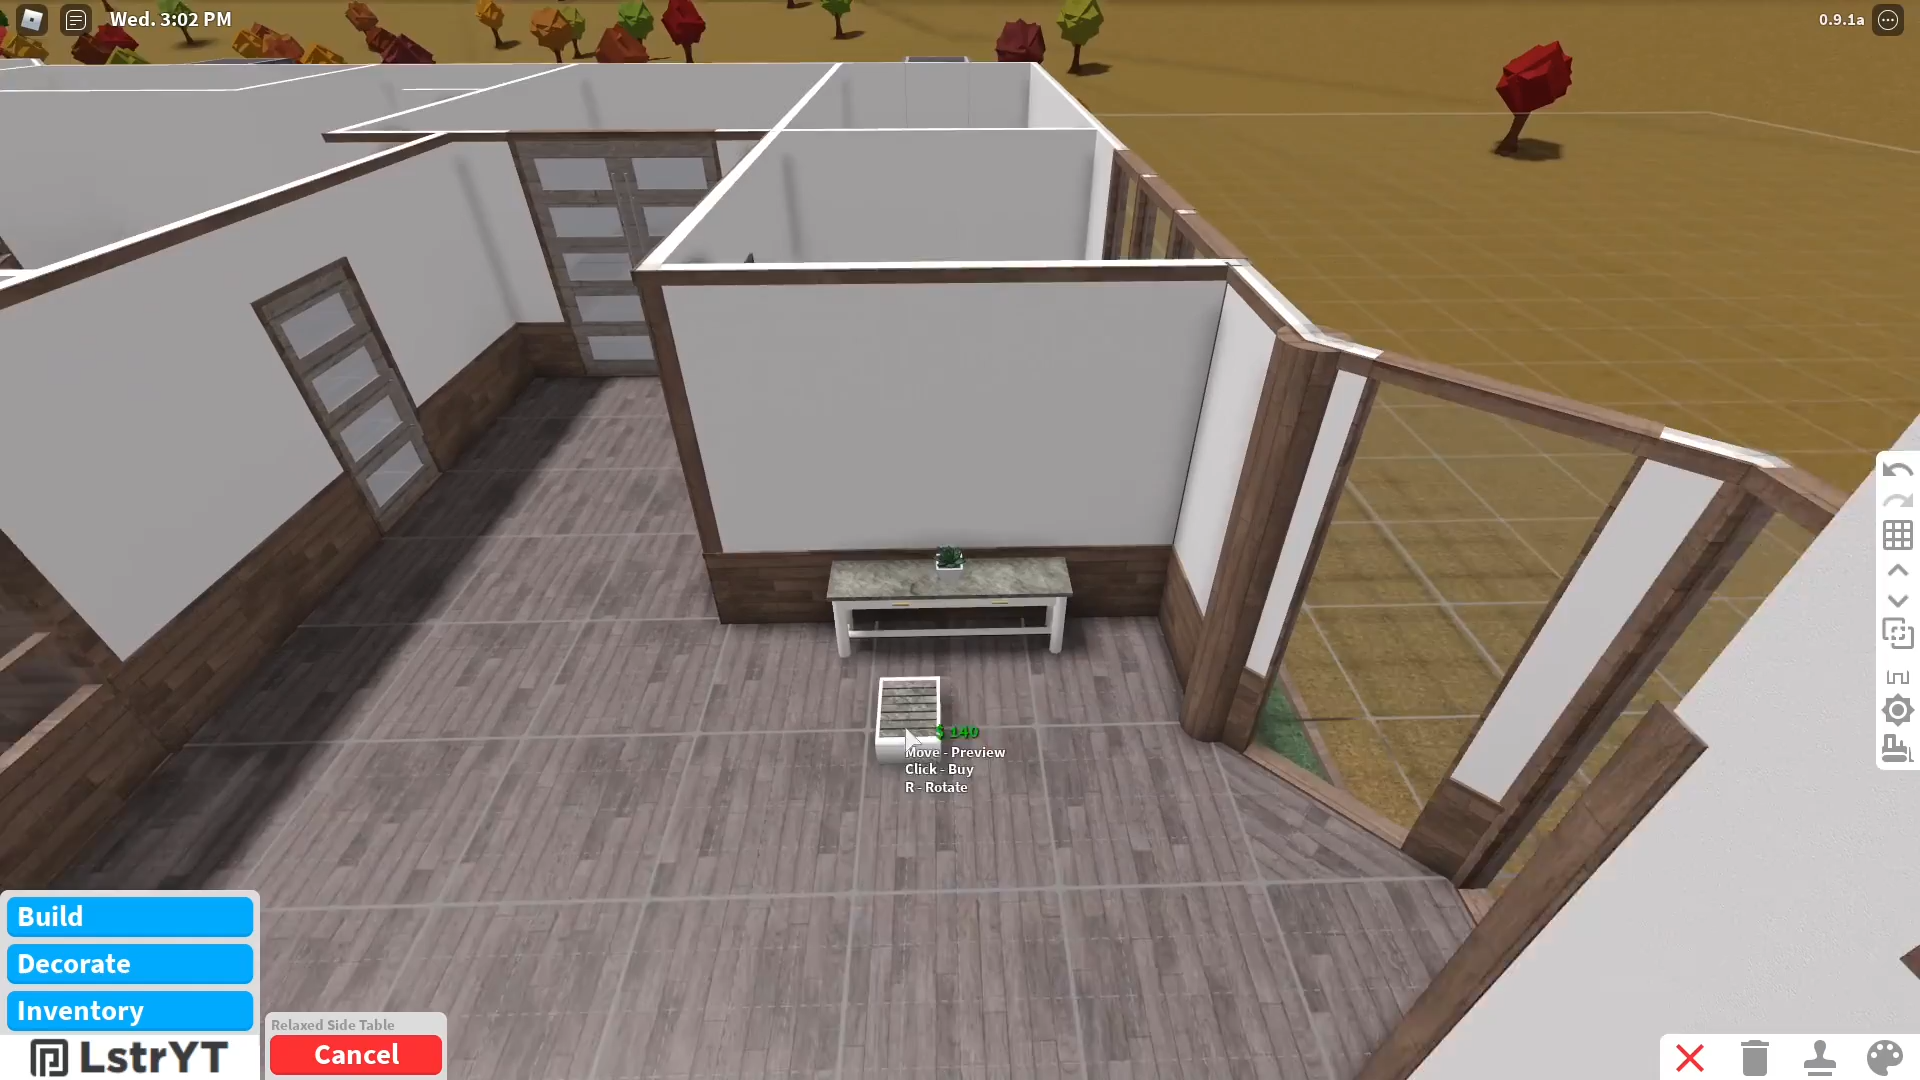 Wed. 3:02 PM
0.9.1a
$ 140
Move - Preview
Click - Buy
R - Rotate
Build
Decorate
Inventory
LstrYT
Relaxed Side Table
Cancel